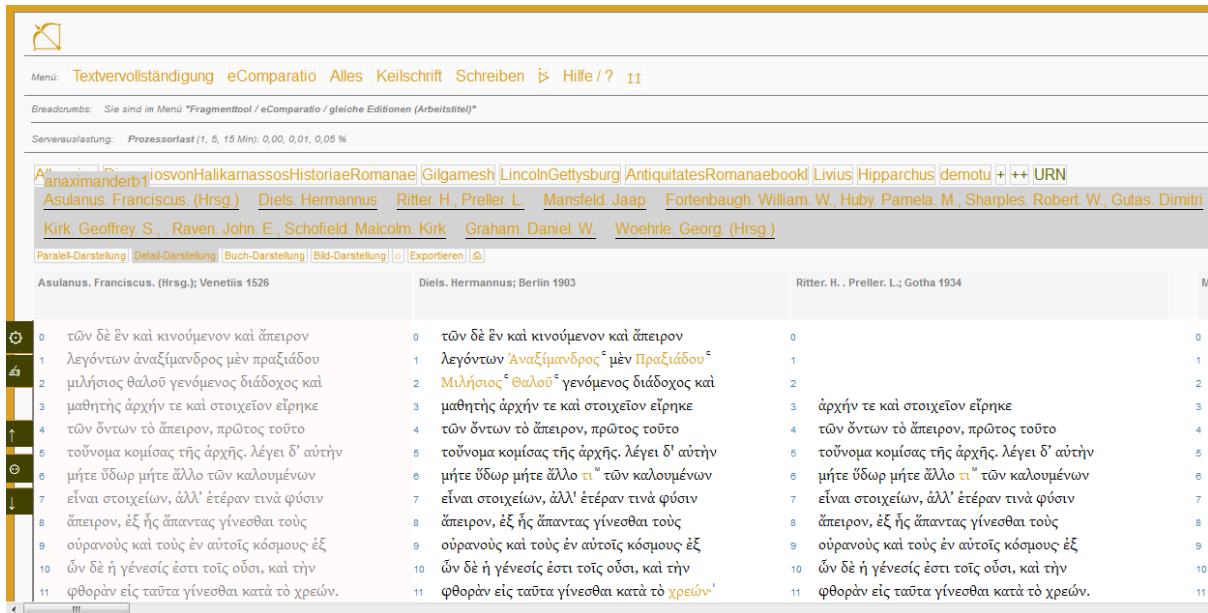 Menü: Textvervollständigung eComparatio Alles Keilschrift Schreiben Hilfe / ?
Breadcrumbs: Sie sind im Menü "Fragmenttool / eComparatio / gleiche Editionen (Arbeitstitel)"
Serverauslastung: Prozessorlast (1, 5, 15 Min): 0,00, 0,01, 0,05 %
iosvonHalikarnassosHistoriaeRomanae Gilgamesh LincolnGettysburg AntiquitatesRomanaebookI Livius Hipparchus demotu + ++ URN
anaximanderb1
Asulanus. Franciscus. (Hrsg.) Diels. Hermannus Ritter. H., Preller. L. Mansfeld. Jaap Fortenbaugh. William. W., Huby. Pamela. M., Sharples. Robert. W., Gutas. Dimitri
Kirk. Geoffrey. S., . Raven. John. E., Schofield. Malcolm. Kirk Graham. Daniel. W. Woehrle. Georg. (Hrsg.)
Paralell-Darstellung Detail-Darstellung Buch-Darstellung Bild-Darstellung ○ Exportieren
Asulanus. Franciscus. (Hrsg.); Venetiis 1526 Diels. Hermannus; Berlin 1903 Ritter. H. . Preller. L.; Gotha 1934 M
0 τῶν δὲ ἓν καὶ κινούμενον καὶ ἄπειρον 0 τῶν δὲ ἓν καὶ κινούμενον καὶ ἄπειρον 0 0
1 λεγόντων ἀναξίμανδρος μὲν πραξιάδου 1 λεγόντων Ἀναξίμανδρος c μὲν Πραξιάδου c 1 1
2 μιλήσιος θαλοῦ γενόμενος διάδοχος καὶ 2 Μιλήσιος c Θαλοῦ c γενόμενος διάδοχος καὶ 2 2
3 μαθητὴς ἀρχήν τε καὶ στοιχεῖον εἴρηκε 3 μαθητὴς ἀρχήν τε καὶ στοιχεῖον εἴρηκε 3 ἀρχήν τε καὶ στοιχεῖον εἴρηκε 3
4 τῶν ὄντων τὸ ἄπειρον, πρῶτος τοῦτο 4 τῶν ὄντων τὸ ἄπειρον, πρῶτος τοῦτο 4 τῶν ὄντων τὸ ἄπειρον, πρῶτος τοῦτο 4
5 τοὔνομα κομίσας τῆς ἀρχῆς. λέγει δ’ αὐτὴν 5 τοὔνομα κομίσας τῆς ἀρχῆς. λέγει δ' αὐτὴν 5 τοὔνομα κομίσας τῆς ἀρχῆς. λέγει δ’ αὐτὴν 5
6 μήτε ὕδωρ μήτε ἄλλο τῶν καλουμένων 6 μήτε ὕδωρ μήτε ἄλλο τι M τῶν καλουμένων 6 μήτε ὕδωρ μήτε ἄλλο τι M τῶν καλουμένων 6
7 εἶναι στοιχείων, ἀλλ’ ἑτέραν τινὰ φύσιν 7 εἶναι στοιχείων, ἀλλ' ἑτέραν τινὰ φύσιν 7 εἶναι στοιχείων, ἀλλ’ ἑτέραν τινὰ φύσιν 7
8 ἄπειρον, ἐξ ἧς ἅπαντας γίνεσθαι τοὺς 8 ἄπειρον, ἐξ ἧς ἅπαντας γίνεσθαι τοὺς 8 ἄπειρον, ἐξ ἧς ἅπαντας γίνεσθαι τοὺς 8
9 οὐρανοὺς καὶ τοὺς ἐν αὐτοῖς κόσμους· ἐξ 9 οὐρανοὺς καὶ τοὺς ἐν αὐτοῖς κόσμους· ἐξ 9 οὐρανοὺς καὶ τοὺς ἐν αὐτοῖς κόσμους· ἐξ 9
10 ὧν δὲ ἡ γένεσίς ἐστι τοῖς οὖσι, καὶ τὴν 10 ὧν δὲ ἡ γένεσίς ἐστι τοῖς οὖσι, καὶ τὴν 10 ὧν δὲ ἡ γένεσίς ἐστι τοῖς οὖσι, καὶ τὴν 10
11 φθορὰν εἰς ταῦτα γίνεσθαι κατὰ τὸ χρεών. 11 φθορὰν εἰς ταῦτα γίνεσθαι κατὰ τὸ χρεών· 11 φθορὰν εἰς ταῦτα γίνεσθαι κατὰ τὸ χρεών. 11